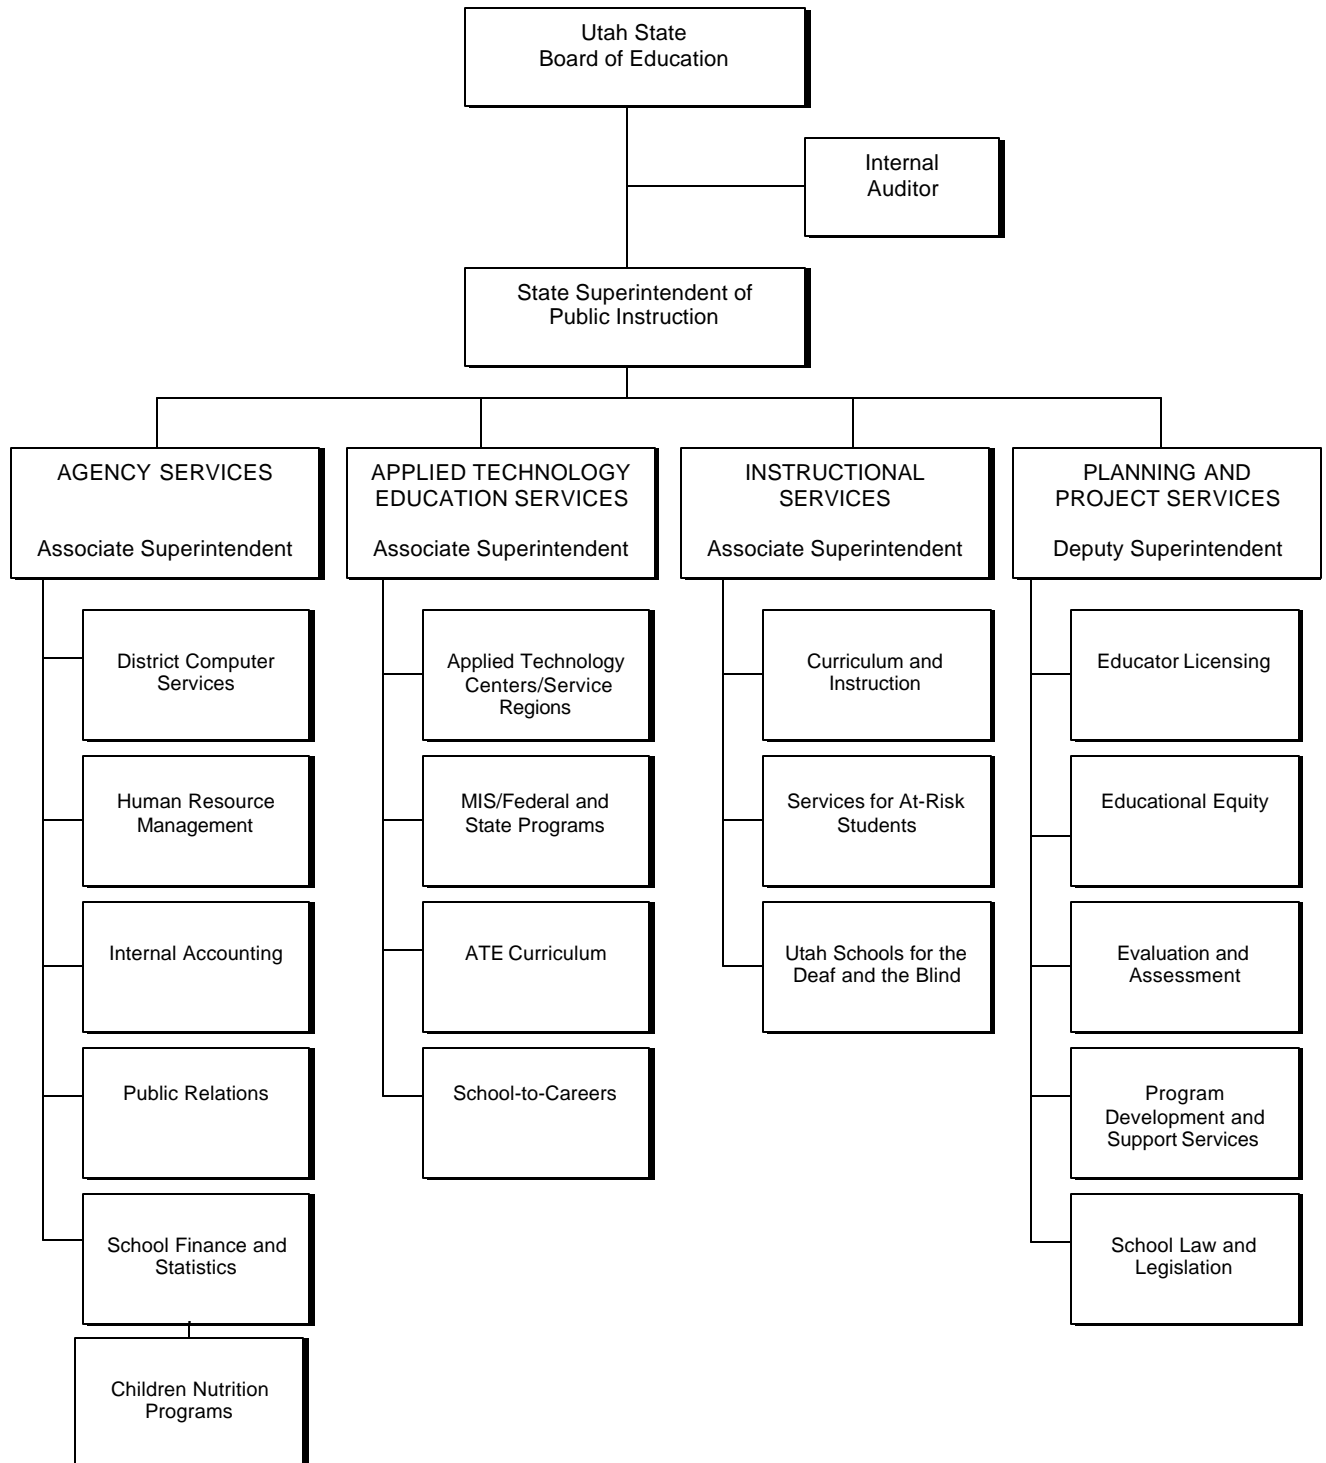 Utah State
Board of Education
Internal
Auditor
State Superintendent of
Public Instruction
AGENCY SERVICES
Associate Superintendent
APPLIED TECHNOLOGY
EDUCATION SERVICES
Associate Superintendent
INSTRUCTIONAL
SERVICES
Associate Superintendent
PLANNING AND
PROJECT SERVICES
Deputy Superintendent
District Computer
Services
Human Resource
Management
Internal Accounting
Public Relations
School Finance and
Statistics
Children Nutrition
Programs
Applied Technology
Centers/Service
Regions
MIS/Federal and
State Programs
ATE Curriculum
School-to-Careers
Curriculum and
Instruction
Services for At-Risk
Students
Utah Schools for the
Deaf and the Blind
Educator Licensing
Educational Equity
Evaluation and
Assessment
Program
Development and
Support Services
School Law and
Legislation